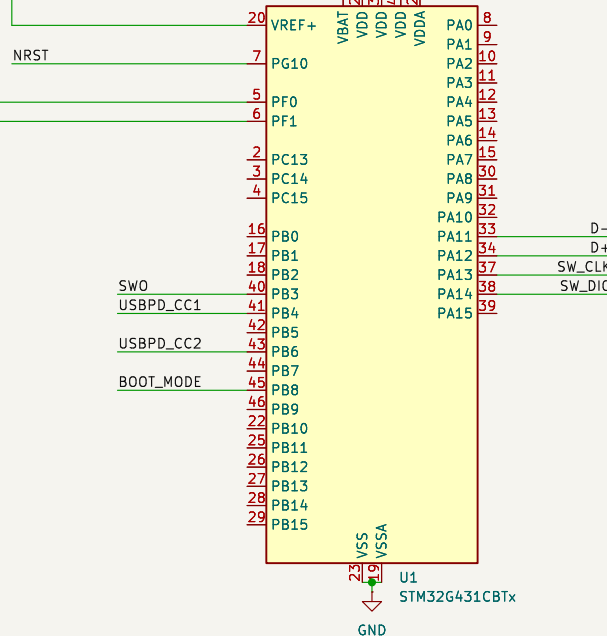 20 VREF+ VBAT VDD VDD VDD VDDA PA0 8
PA1 9
NRST 7 PG10 PA2 10
PA3 11
5 PF0 PA4 12
6 PF1 PA5 13
PA6 14
2 PC13 PA7 15
3 PC14 PA8 30
4 PC15 PA9 31
PA10 32
16 PB0 PA11 33 D-
17 PB1 PA12 34 D+
18 PB2 PA13 37 SW_CLK
SWO 40 PB3 PA14 38 SW_DIO
USBPD_CC1 41 PB4 PA15 39
42 PB5
USBPD_CC2 43 PB6
44 PB7
BOOT_MODE 45 PB8
46 PB9
22 PB10
25 PB11
26 PB12
27 PB13
28 PB14
29 PB15
VSS VSSA
23 19 U1
STM32G431CBTx
GND